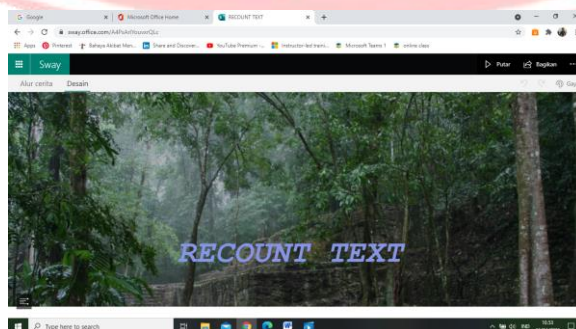 Google
Microsoft Office Home
RECOUNT TEXT
sway.office.com
Apps
Pinterest
Bahaya Akibat Men...
Share and Discover...
YouTube Premium -...
Instructor-led traini...
Microsoft Teams 1
online class
Sway
Putar
Bagikan
Alur cerita
Desain
RECOUNT TEXT
Type here to search